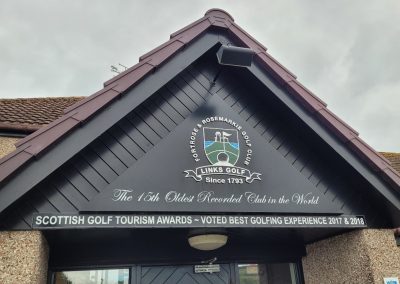 FORTROSE & ROSEMARKIE GOLF CLUB
LINKS GOLF
Since 1793
The 15th Oldest Recorded Club in the World
SCOTTISH GOLF TOURISM AWARDS ~ VOTED BEST GOLFING EXPERIENCE 2017 & 2018